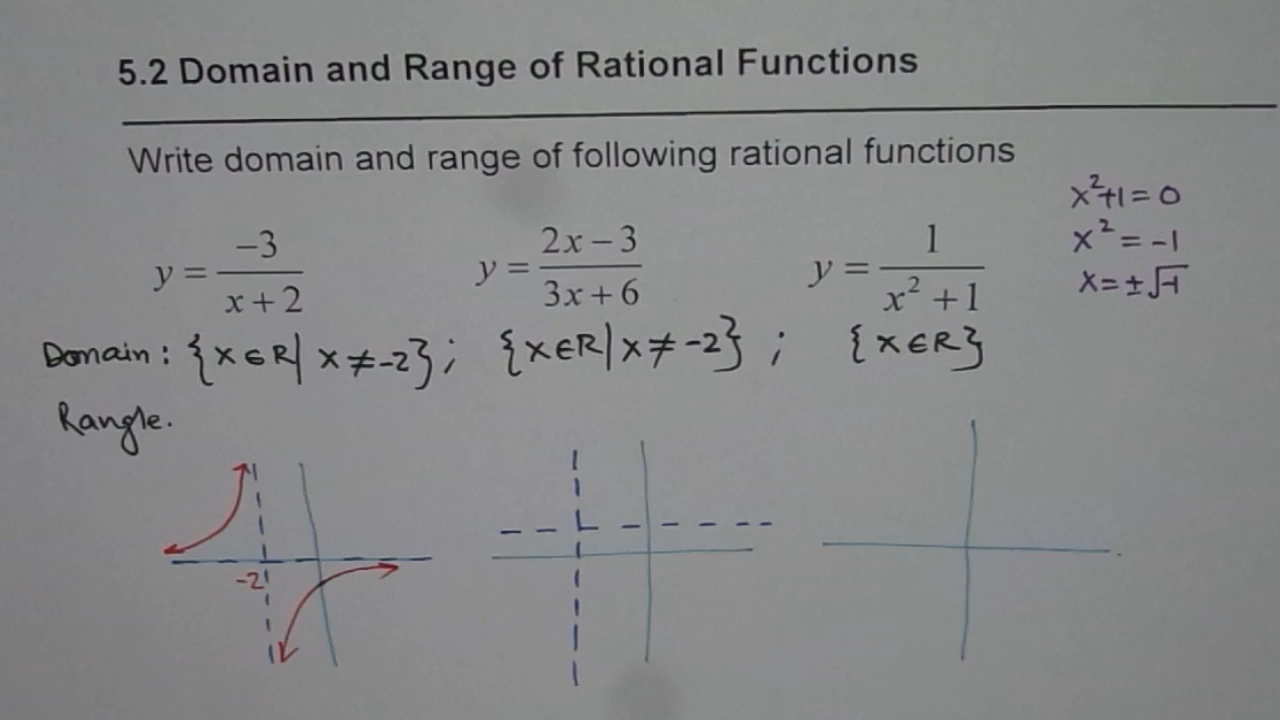 5.2 Domain and Range of Rational Functions
Write domain and range of following rational functions
x²+1=0
x²=-1
x=±√-1
y = -3/(x+2)
y = (2x-3)/(3x+6)
y = 1/(x²+1)
Domain: {x∈R| x≠-2}; {x∈R|x≠-2} ; {x∈R}
Rangle.
-2